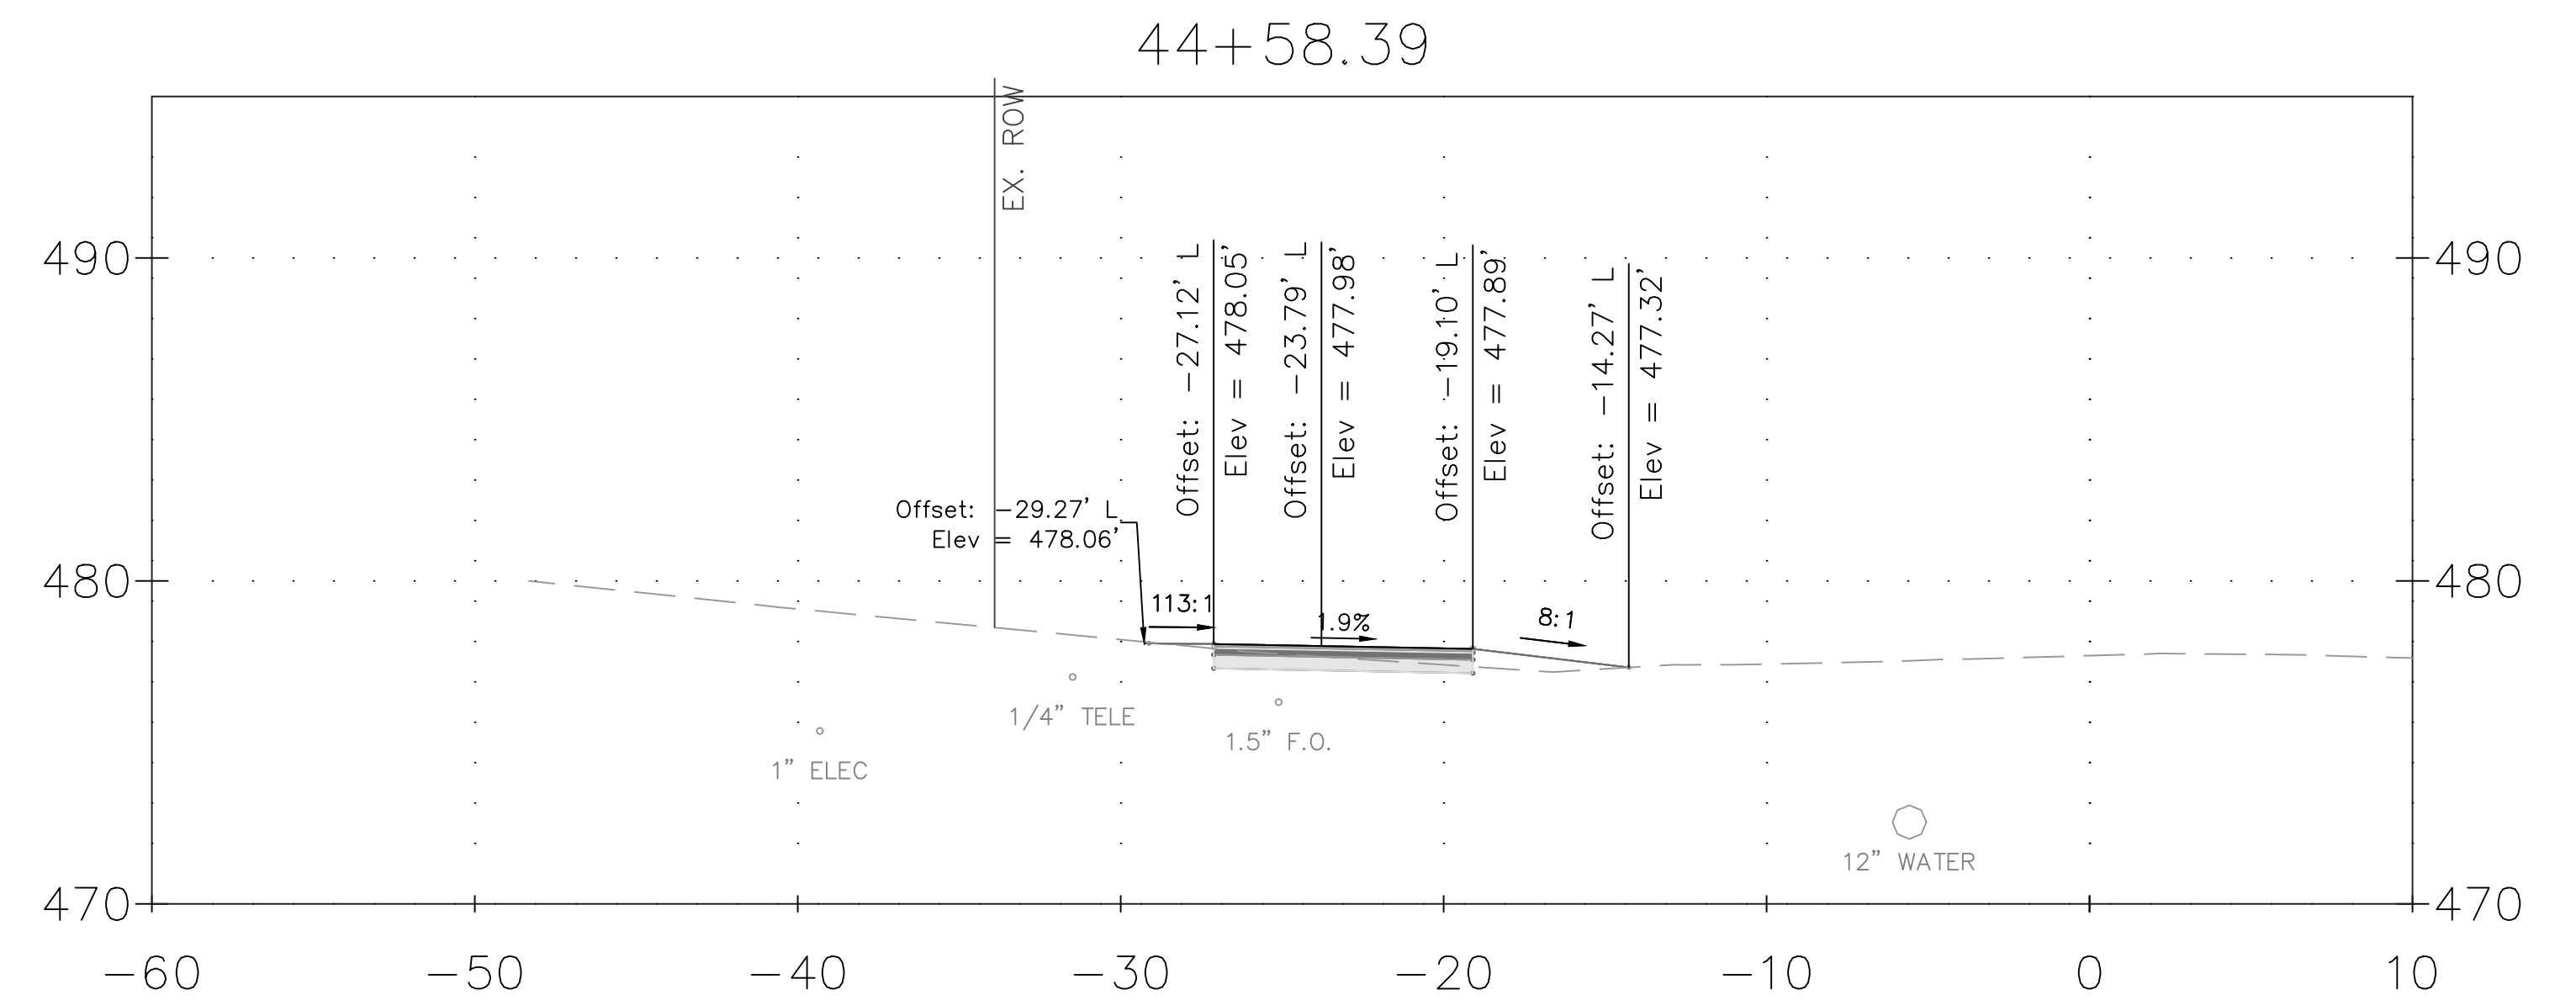 44+58.39
EX. ROW
490
490
Offset: -27.12' L
Elev = 478.05'
Offset: -23.79' L
Elev = 477.98'
Offset: -19.10' L
Elev = 477.89'
Offset: -14.27' L
Elev = 477.32'
Offset: -29.27' L
Elev = 478.06'
480
480
113:1
1.9%
8:1
1/4" TELE
1.5" F.O.
1" ELEC
12" WATER
470
470
-60 -50 -40 -30 -20 -10 0 10